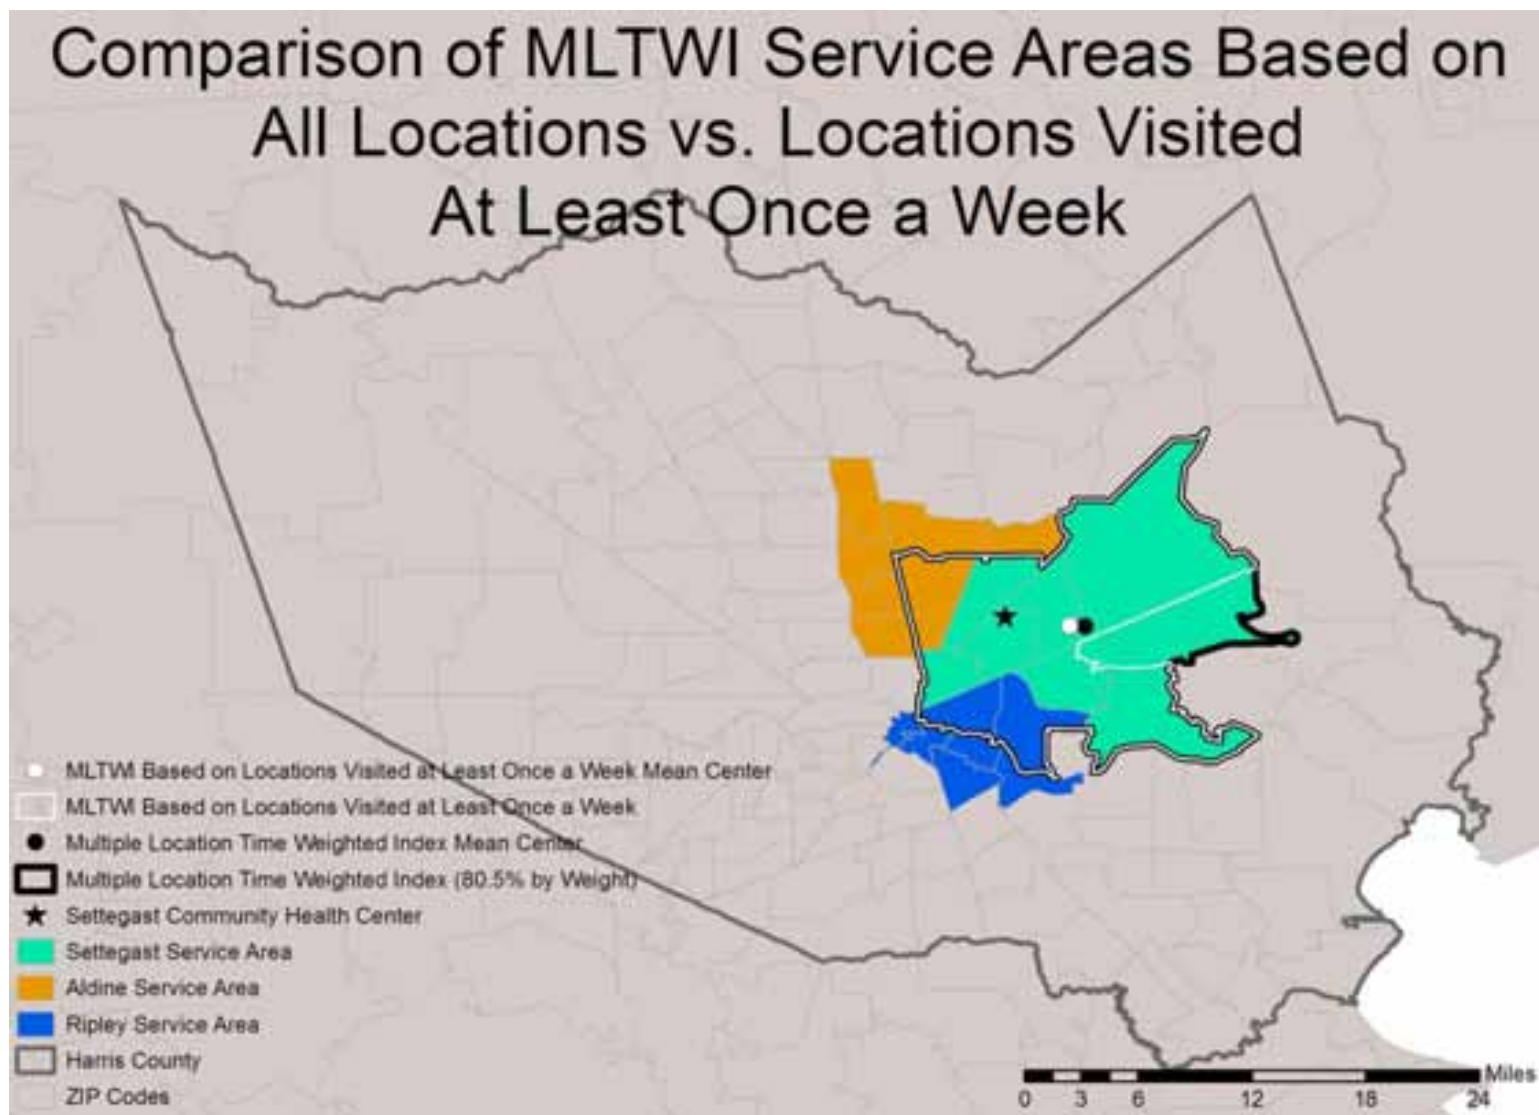 Comparison of MLTWI Service Areas Based on
All Locations vs. Locations Visited
At Least Once a Week
MLTWI Based on Locations Visited at Least Once a Week Mean Center
MLTWI Based on Locations Visited at Least Once a Week
Multiple Location Time Weighted Index Mean Center
Multiple Location Time Weighted Index (80.5% by Weight)
Settegast Community Health Center
Settegast Service Area
Aldine Service Area
Ripley Service Area
Harris County
ZIP Codes
Miles
0 3 6 12 18 24